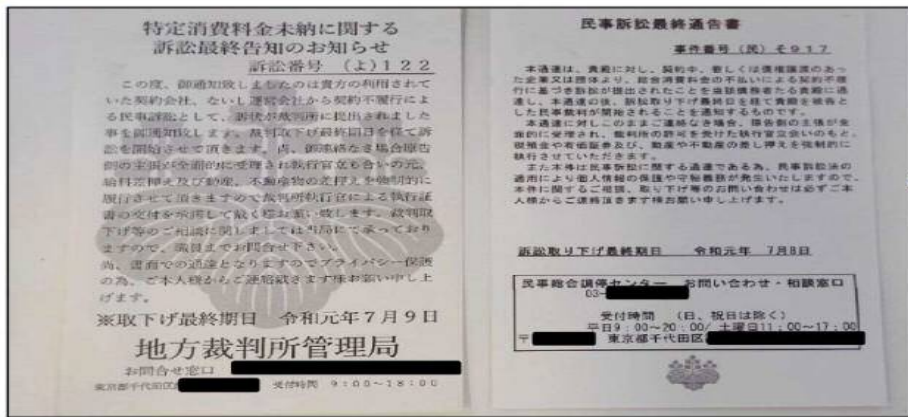 特定消費料金未納に関する
訴訟最終告知のお知らせ
訴訟番号 (よ)122
この度、御通知致しましたのは貴方の利用されて
いた契約会社、ないし運営会社から契約不履行によ
る民事訴訟として、訴状が裁判所に提出されました
事を御通知致します。裁判取下げ最終期日を経て訴
訟を開始させて頂きます。尚、御連絡なき場合原告
側の主張が全面的に受理され執行官立ち合いの元、
給料差押え及び動産、不動産物の差押えを強制的に
履行させて頂きますので裁判所執行官による執行証
書の交付を承諾して戴く様お願い致します。裁判取
下げ等のご相談に関しましては当局にて承っており
ますので、職員までお問合せ下さい。
尚、書面での通達となりますのでプライバシー保護
の為、ご本人様からご連絡戴きます様お願い申し上
げます。
※取下げ最終期日 令和元年7月9日
地方裁判所管理局
お問合せ窓口
東京都千代田区 受付時間 9:00~18:00
民事訴訟最終通告書
事件番号 (民) そ917
本通達は、貴殿に対し、契約中、若しくは債権譲渡のあっ
た企業又は団体より、総合消費料金の不払いによる契約不履
行に基づき訴訟が提出されたことを当該債務者たる貴殿に通
達し、本通達の後、訴訟取り下げ最終日を経て貴殿を被告と
した民事裁判が開始されることを通知するものです。
本通達に対しこのままご連絡なき場合、原告側の主張が全
面的に受理され、裁判所の許可を受けた執行官立会いのもと、
現預金や有価証券及び、動産や不動産の差し押えを強制的に
執行させていただきます。
また本件は民事訴訟に関する通達である為、民事訴訟法の
適用により個人情報の保護や守秘義務が発生いたしますので、
本件に関するご相談、取り下げ等のお問い合わせは必ずご本
人様からご連絡頂きます様お願い申し上げます。
訴訟取り下げ最終期日 令和元年 7月8日
民事総合調停センター お問い合わせ・相談窓口
03-
受付時間 (日、祝日は除く)
平日9:00~20:00/ 土曜日11:00~17:00
〒 東京都千代田区